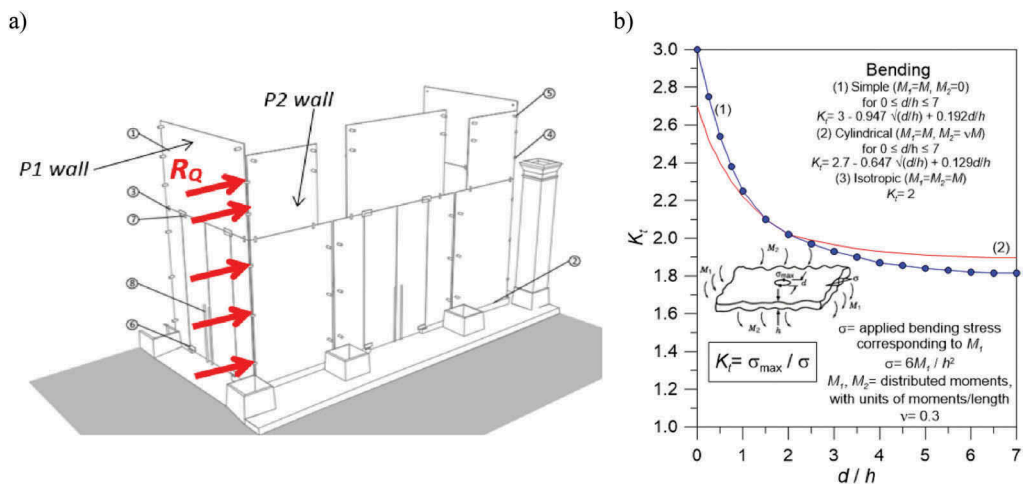 a)
P2 wall
P1 wall
R_Q
1
3
7
8
6
5
4
2
b)
K_t
3.0
2.8
2.6
2.4
2.2
2.0
1.8
1.6
1.4
1.2
1.0
(1)
Bending
(1) Simple (M₁=M, M₂=0)
for 0 ≤ d/h ≤ 7
K_t= 3 - 0.947 √(d/h) + 0.192d/h
(2) Cylindrical (M₁=M, M₂= νM)
for 0 ≤ d/h ≤ 7
K_t= 2.7 - 0.647 √(d/h) + 0.129d/h
(3) Isotropic (M₁=M₂=M)
K_t= 2
(2)
M₂
M₁
σmax
d
σ
M₁
M₂
h
K_t= σmax / σ
σ= applied bending stress
corresponding to M₁
σ= 6M₁ / h²
M₁, M₂= distributed moments,
with units of moments/length
ν= 0.3
0 1 2 3 4 5 6 7
d / h